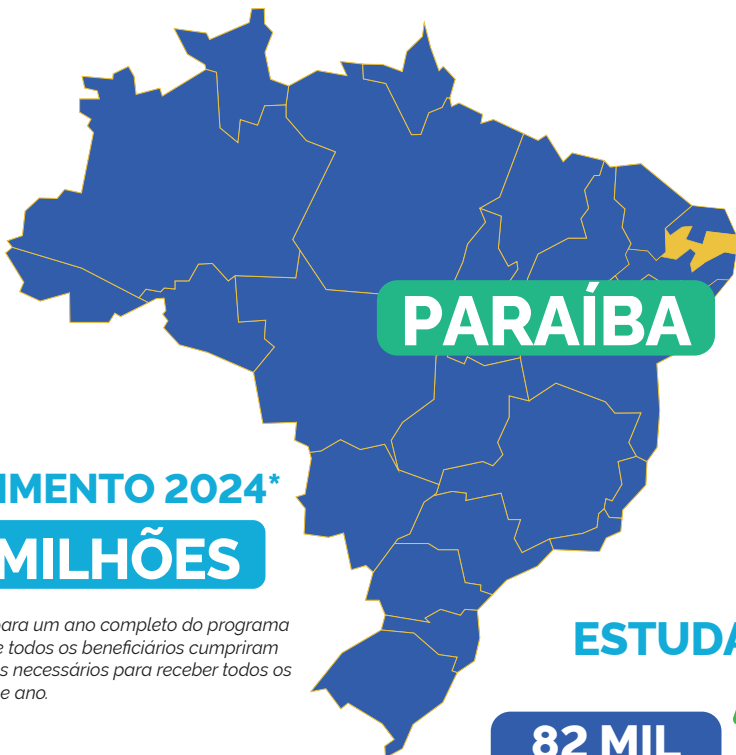 PARAÍBA
IMENTO 2024*
MILHÕES
para um ano completo do programa
e todos os beneficiários cumpriram
s necessários para receber todos os
e ano.
ESTUDA
82 MIL